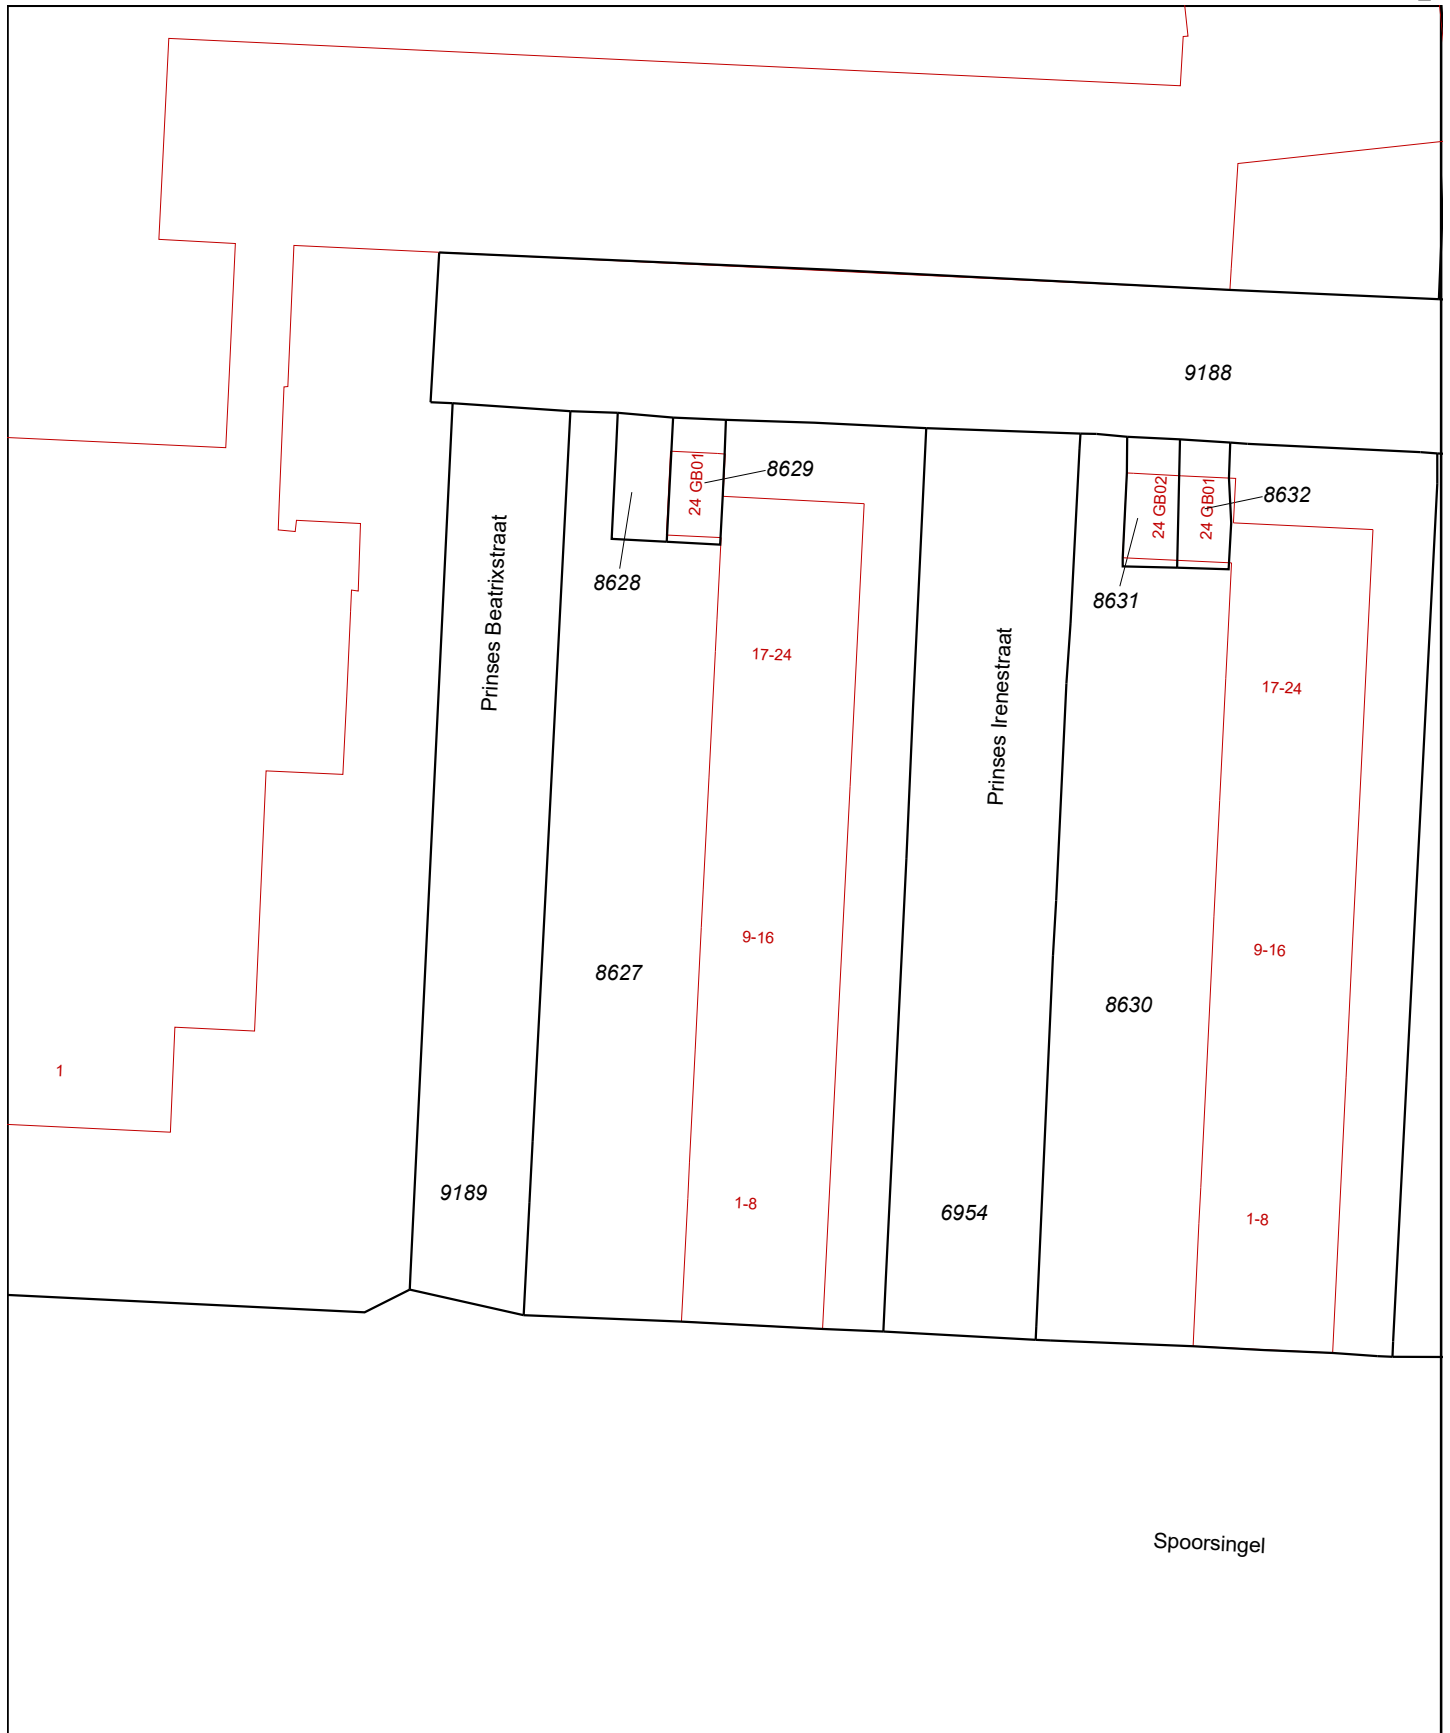 9188
24 GB01
8629
24 GB02
24 GB01
8632
8628
8631
Prinses Beatrixstraat
Prinses Irenestraat
17-24
17-24
9-16
9-16
8627
8630
1
9189
1-8
6954
1-8
Spoorsingel